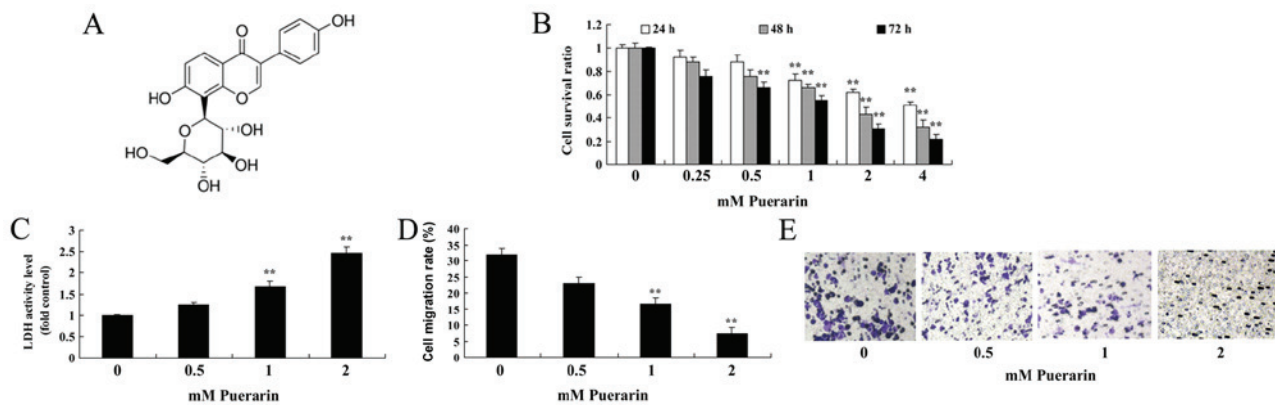 A
OH
O
HO
O
O
OH
HO
OH
OH
B
24 h 48 h 72 h
Cell survival ratio
1.2
1
0.8
0.6
0.4
0.2
0
**
** ** **
** ** **
** ** **
0 0.25 0.5 1 2 4
mM Puerarin
C
LDH activity level
(fold control)
3
2.5
2
1.5
1
0.5
0
**
**
0 0.5 1 2
mM Puerarin
D
Cell migration rate (%)
40
35
30
25
20
15
10
5
0
**
**
0 0.5 1 2
mM Puerarin
E
0 0.5 1 2
mM Puerarin